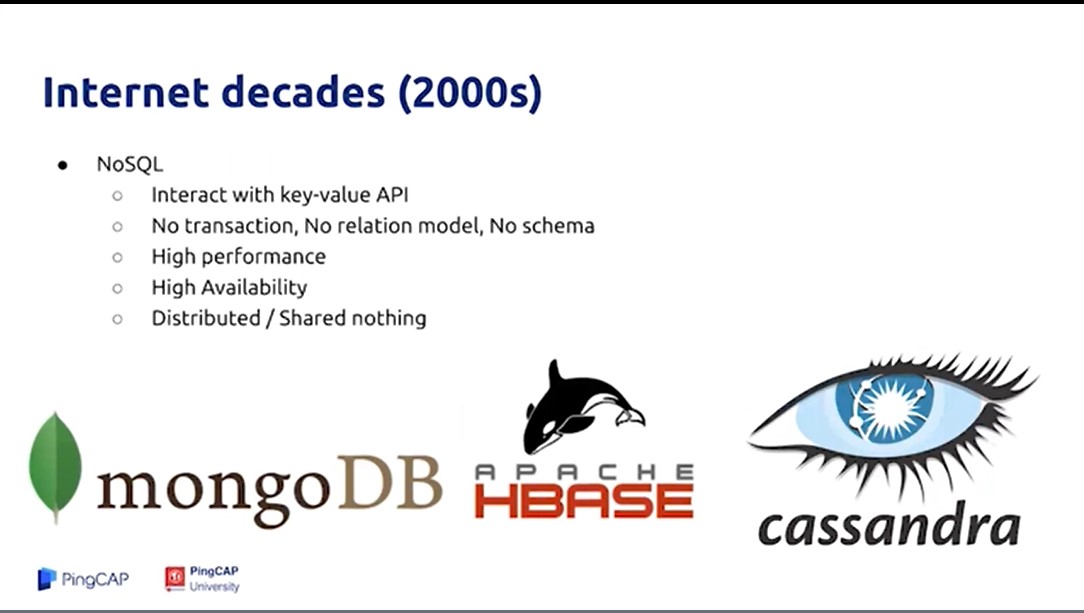 Internet decades (2000s)
● NoSQL
○ Interact with key-value API
○ No transaction, No relation model, No schema
○ High performance
○ High Availability
○ Distributed / Shared nothing
mongoDB
APACHE
HBASE
cassandra
PingCAP
PingCAP
University